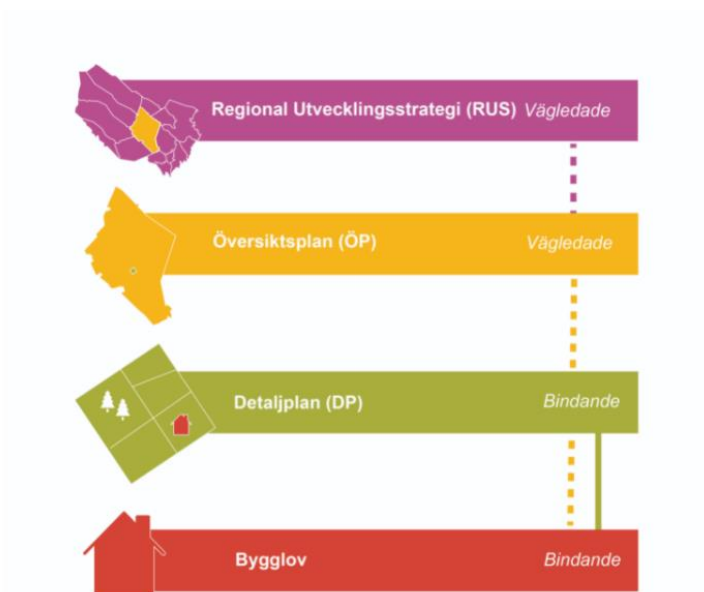 Regional Utvecklingsstrategi (RUS) Vägledade
Översiktsplan (ÖP) Vägledade
Detaljplan (DP) Bindande
Bygglov Bindande